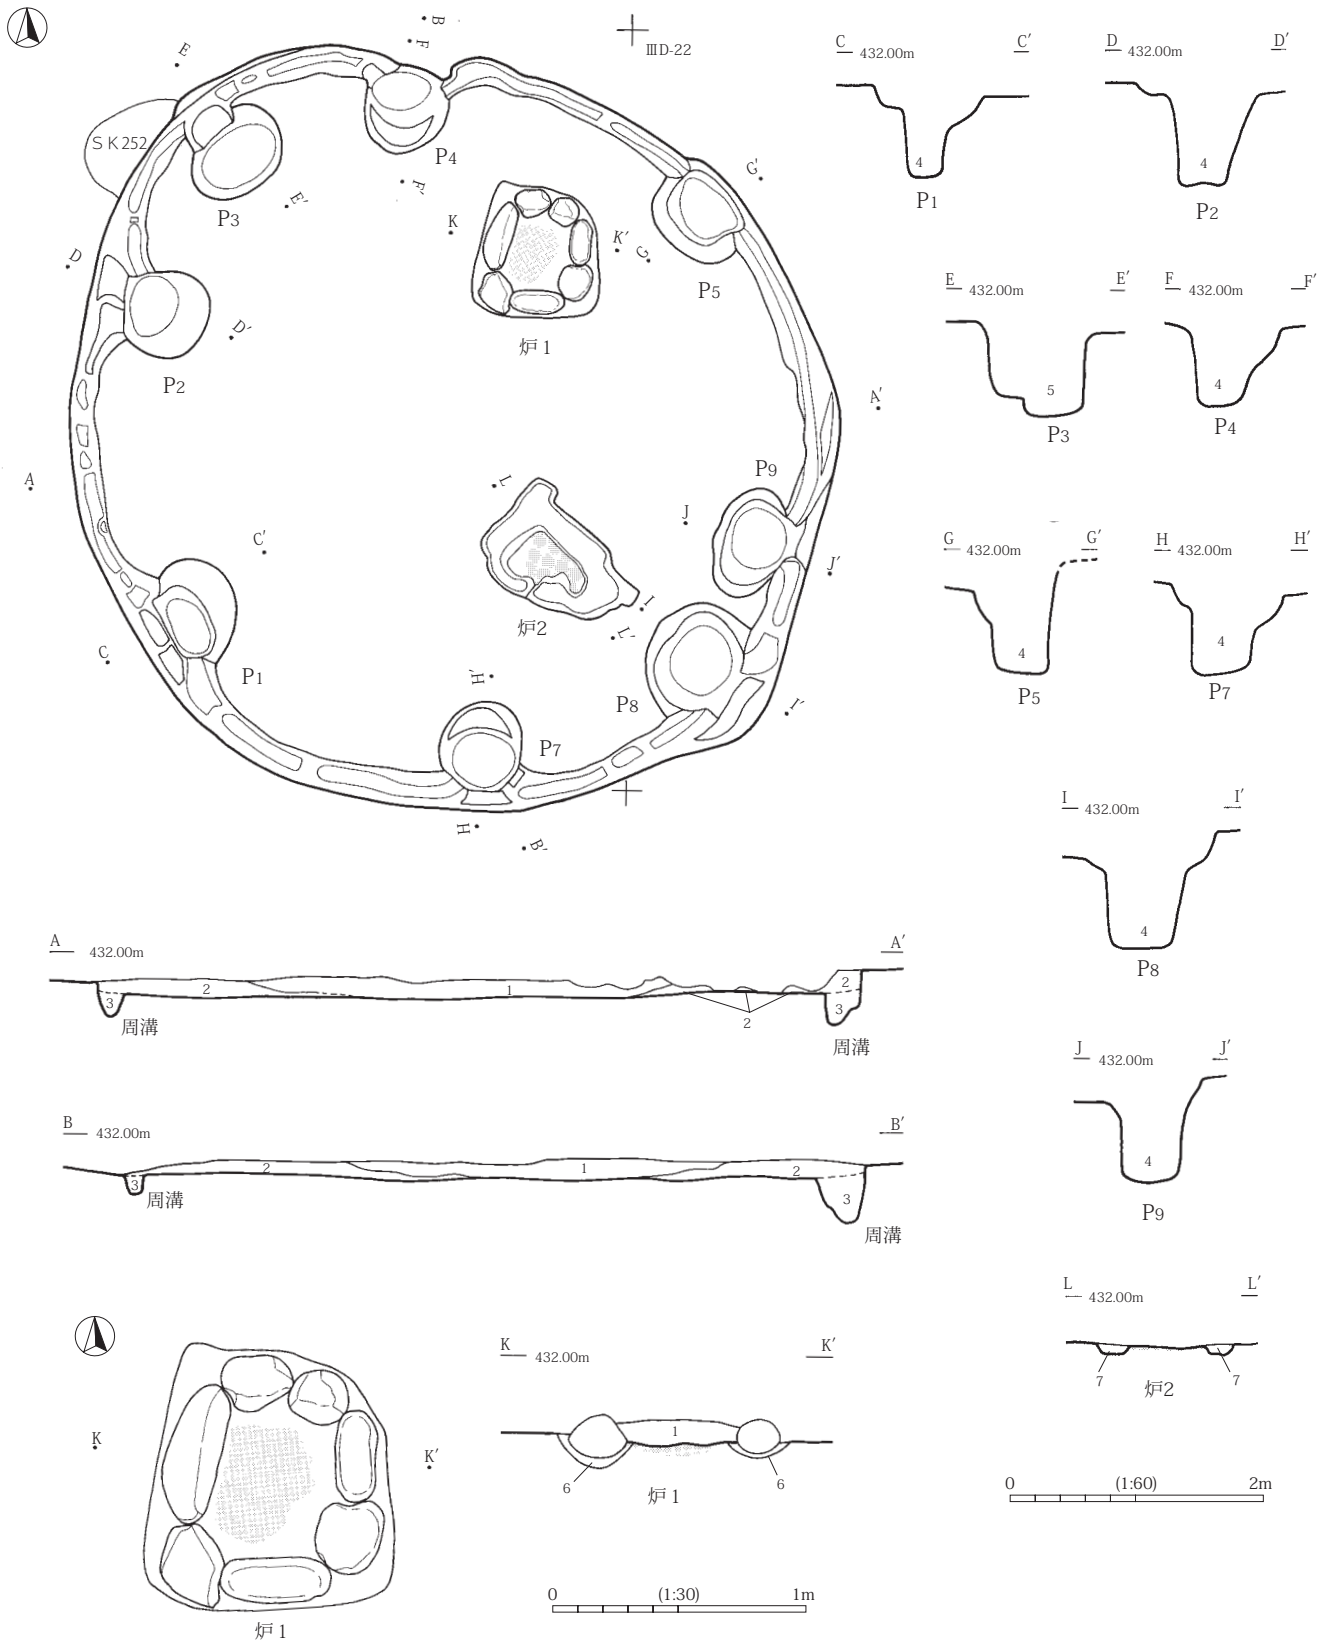 B
F
ⅢD-22
E
SK252
P4
P3
E′
F′
K
K′
G
G′
P5
D
D′
P2
炉1
A
A′
P9
L
J
J′
C′
C
P1
炉2
I
L′
H′
P8
I′
P7
H
B′
C 432.00m C′
4
P1
D 432.00m D′
4
P2
E 432.00m E′
5
P3
F 432.00m F′
4
P4
G 432.00m G′
4
P5
H 432.00m H′
4
P7
I 432.00m I′
4
P8
J 432.00m J′
4
P9
A 432.00m A′
3 2 1 2 2 3
周溝 周溝
B 432.00m B′
3 2 1 2 3
周溝 周溝
K K′
炉1
K 432.00m K′
1
6 6
炉1
L 432.00m L′
7 7
炉2
0 (1:60) 2m
0 (1:30) 1m